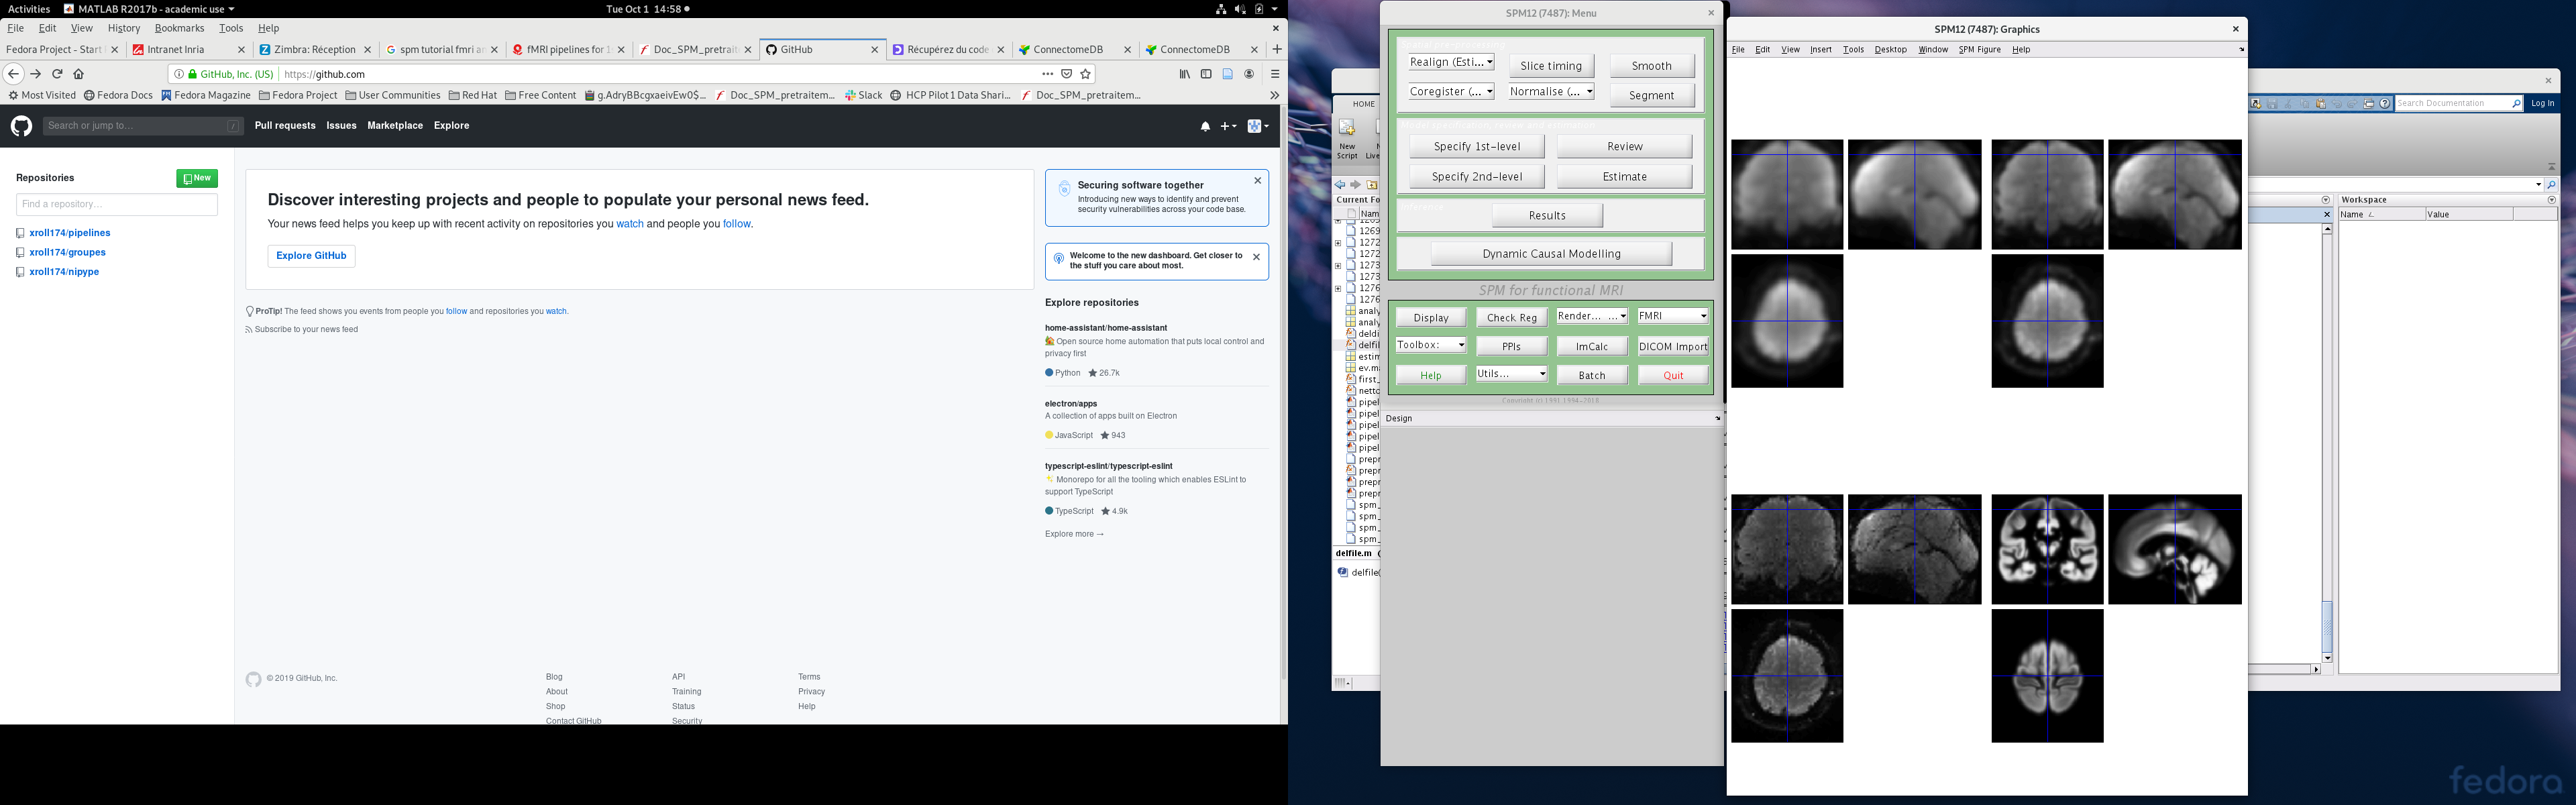 Activities MATLAB R2017b - academic use Tue Oct 1 14:58
File Edit View History Bookmarks Tools Help
Fedora Project - Start Intranet Inria Zimbra: Réception spm tutorial fmri fMRI pipelines for Doc_SPM_pretrait GitHub Récupérez du code ConnectomeDB ConnectomeDB
GitHub, Inc. (US) https://github.com
Most Visited Fedora Docs Fedora Magazine Fedora Project User Communities Red Hat Free Content g.AdryBBcgxaeivEw0$... Doc_SPM_pretraitem... Slack HCP Pilot 1 Data Shari... Doc_SPM_pretraitem...
Search or jump to… / Pull requests Issues Marketplace Explore
Repositories New
Find a repository…
xroll174/pipelines
xroll174/groupes
xroll174/nipype
Discover interesting projects and people to populate your personal news feed.
Your news feed helps you keep up with recent activity on repositories you watch and people you follow.
Explore GitHub
ProTip! The feed shows you events from people you follow and repositories you watch.
Subscribe to your news feed
Securing software together
Introducing new ways to identify and prevent
security vulnerabilities across your code base.
Welcome to the new dashboard. Get closer to
the stuff you care about most.
Explore repositories
home-assistant/home-assistant
Open source home automation that puts local control and
privacy first
Python 26.7k
electron/apps
A collection of apps built on Electron
JavaScript 943
typescript-eslint/typescript-eslint
Monorepo for all the tooling which enables ESLint to
support TypeScript
TypeScript 4.9k
Explore more →
© 2019 GitHub, Inc.
Blog API Terms
About Training Privacy
Shop Status Help
Contact GitHub Security
SPM12 (7487): Menu
Realign (Esti... Slice timing Smooth
Coregister (... Normalise (... Segment
Specify 1st-level Review
Specify 2nd-level Estimate
Results
Dynamic Causal Modelling
SPM for functional MRI
Display Check Reg Render... ... FMRI
Toolbox: PPIs ImCalc DICOM Import
Help Utils... Batch Quit
Copyright (c) 1991,1994-2018
Design
SPM12 (7487): Graphics
File Edit View Insert Tools Desktop Window SPM Figure Help
HOME
New
Script
Search Documentation Log In
Workspace
Name Value
1269
1272
1272
1273
1273
1276
1276
analy
analy
deldi
delfil
estim
ev.m
first_
netto
pipel
pipel
pipel
pipel
pipel
prepr
prepr
prepr
prepr
spm_
spm_
spm_
spm_
delfile.m
delfile(
fedora